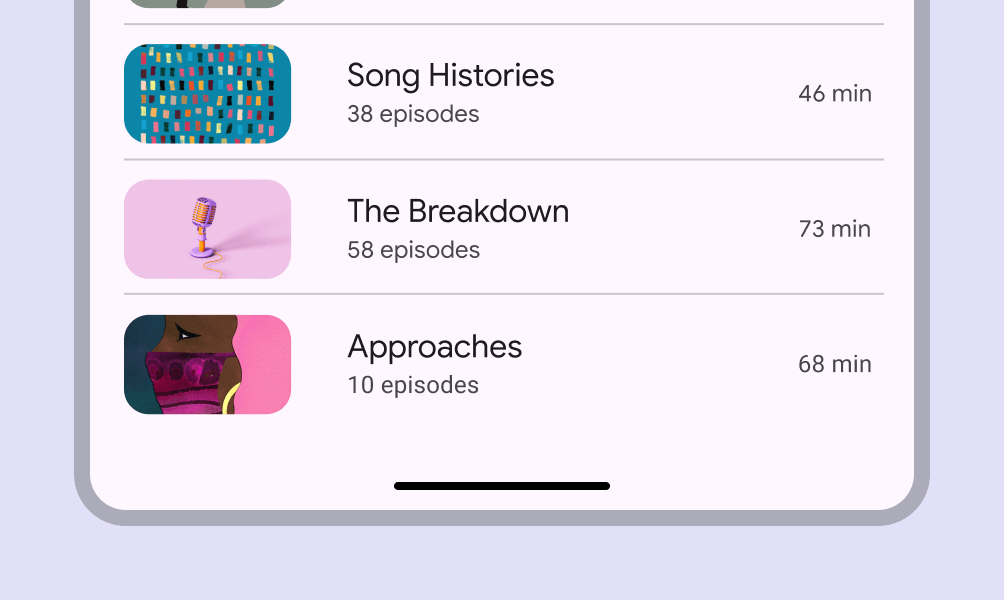 Song Histories
38 episodes
46 min
The Breakdown
58 episodes
73 min
Approaches
10 episodes
68 min